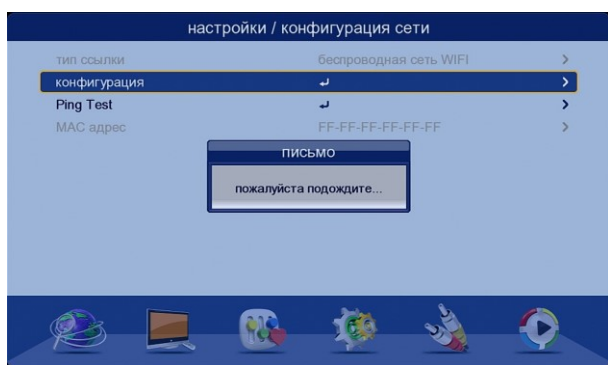 настройки / конфигурация сети
тип ссылки беспроводная сеть WIFI >
конфигурация ↵ >
Ping Test ↵ >
MAC адрес FF-FF-FF-FF-FF-FF >
письмо
пожалуйста подождите...